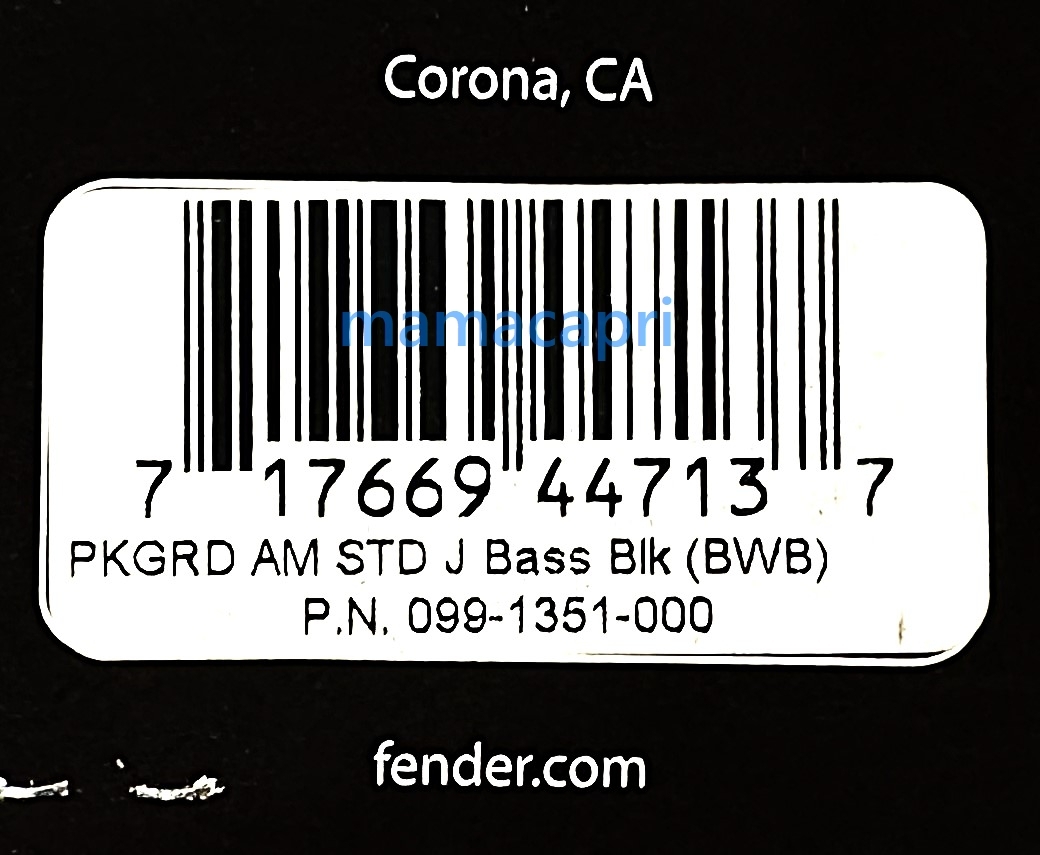 Corona, CA
mamacapri
7 17669 44713 7
PKGRD AM STD J Bass Blk (BWB)
P.N. 099-1351-000
fender.com